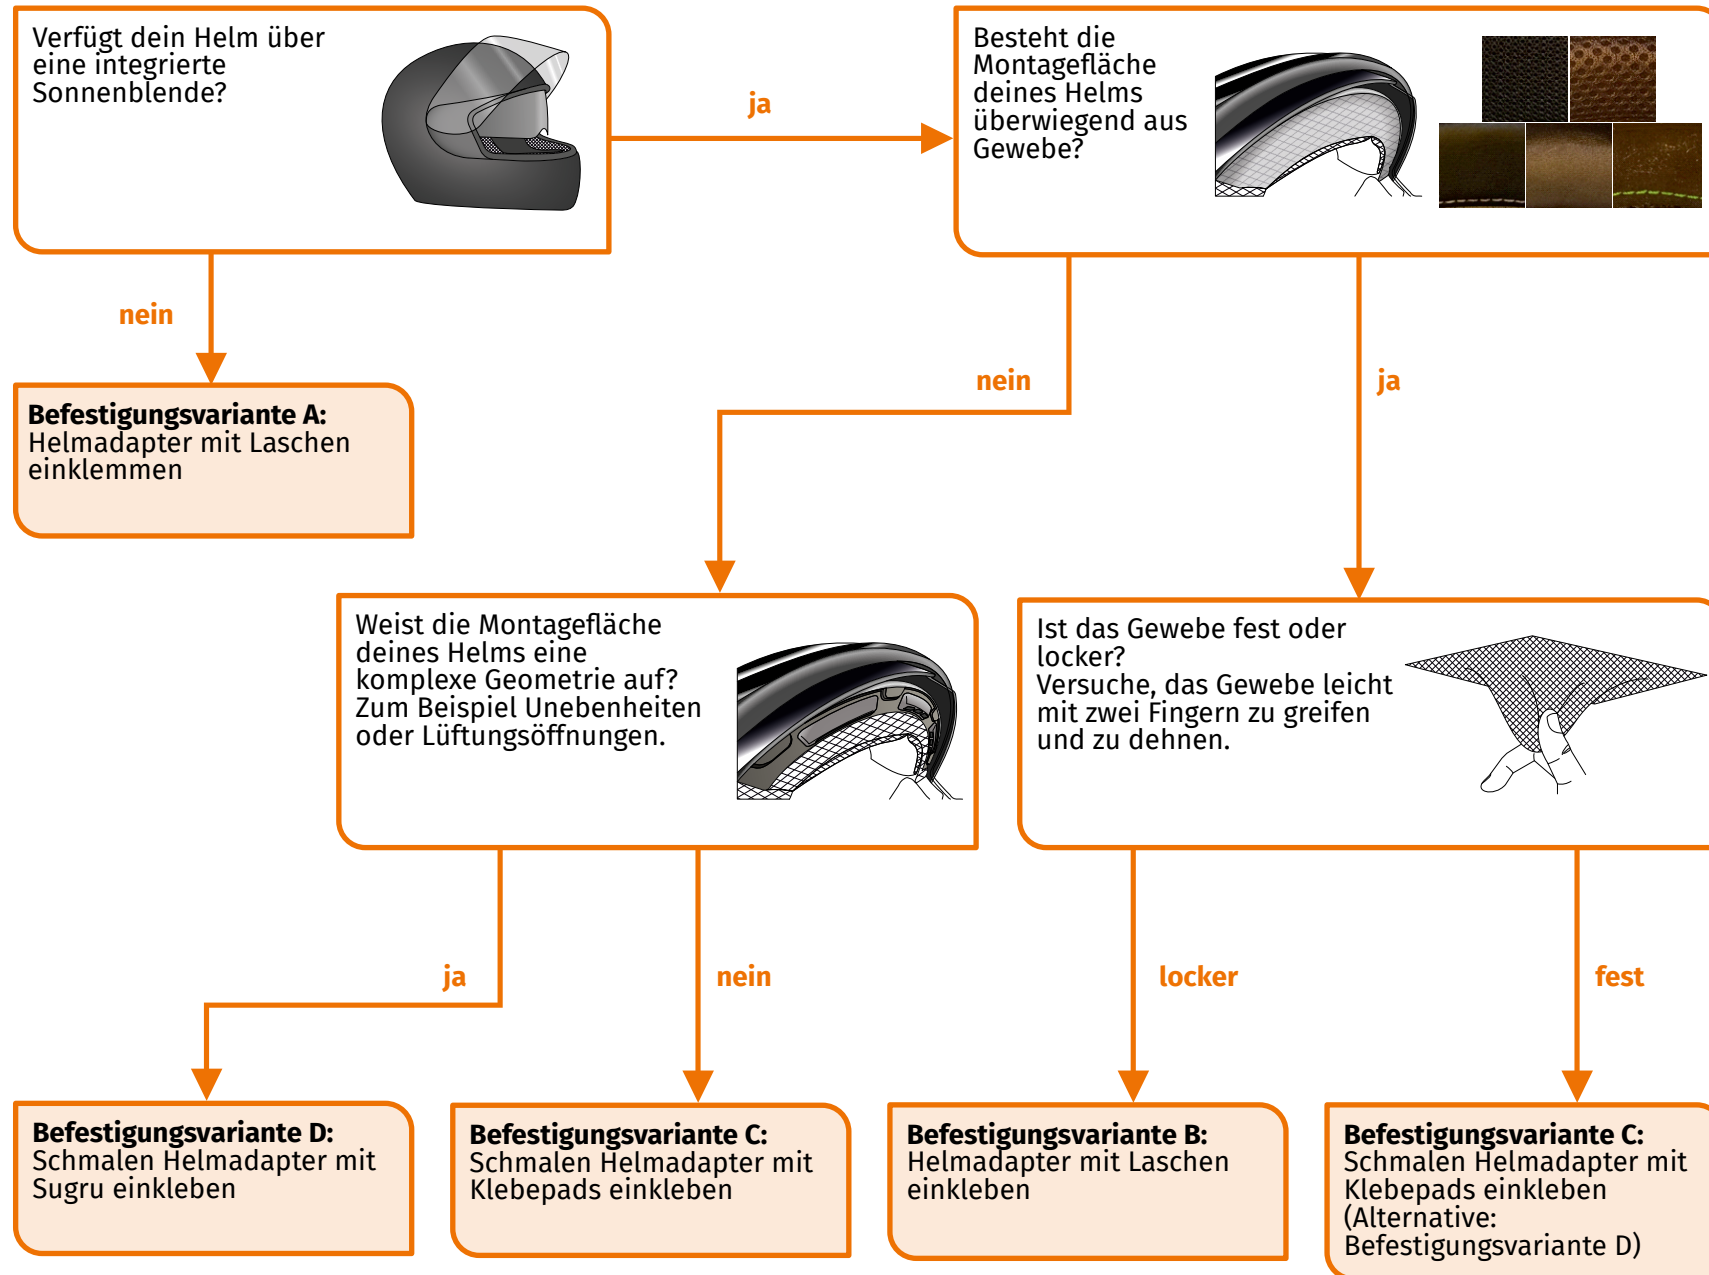 Verfügt dein Helm über
eine integrierte
Sonnenblende?
ja
Besteht die
Montagefläche
deines Helms
überwiegend aus
Gewebe?
nein
nein
ja
Befestigungsvariante A:
Helmadapter mit Laschen
einklemmen
Weist die Montagefläche
deines Helms eine
komplexe Geometrie auf?
Zum Beispiel Unebenheiten
oder Lüftungsöffnungen.
Ist das Gewebe fest oder
locker?
Versuche, das Gewebe leicht
mit zwei Fingern zu greifen
und zu dehnen.
ja
nein
locker
fest
Befestigungsvariante D:
Schmalen Helmadapter mit
Sugru einkleben
Befestigungsvariante C:
Schmalen Helmadapter mit
Klebepads einkleben
Befestigungsvariante B:
Helmadapter mit Laschen
einkleben
Befestigungsvariante C:
Schmalen Helmadapter mit
Klebepads einkleben
(Alternative:
Befestigungsvariante D)